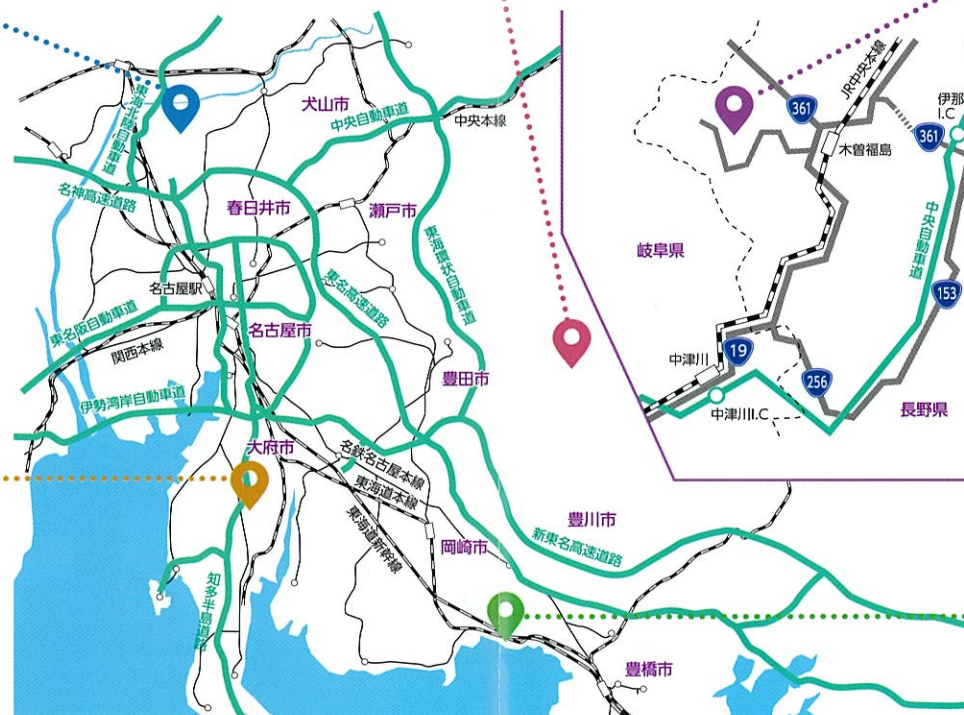 犬山市
中央自動車道
中央本線
東海北陸自動車道
名神高速道路
春日井市
瀬戸市
東海環状自動車道
東名高速道路
名古屋駅
名古屋市
東名阪自動車道
関西本線
豊田市
伊勢湾岸自動車道
大府市
名鉄名古屋本線
東海道本線
東海道新幹線
岡崎市
豊川市
新東名高速道路
知多半島道路
豊橋市
JR中央本線
361
木曽福島
伊那
I.C
361
岐阜県
中央自動車道
153
中津川
19
256
中津川I.C
長野県